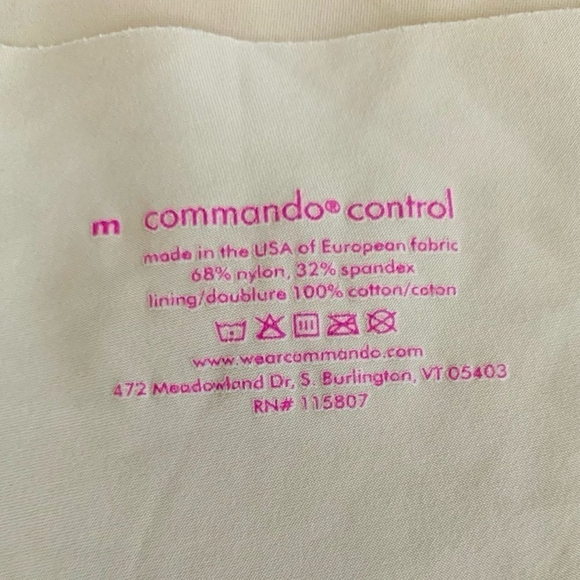 m commando® control
made in the USA of European fabric
68% nylon, 32% spandex
lining/doublure 100% cotton/coton
www.wearcommando.com
472 Meadowland Dr, S. Burlington, VT 05403
RN# 115807